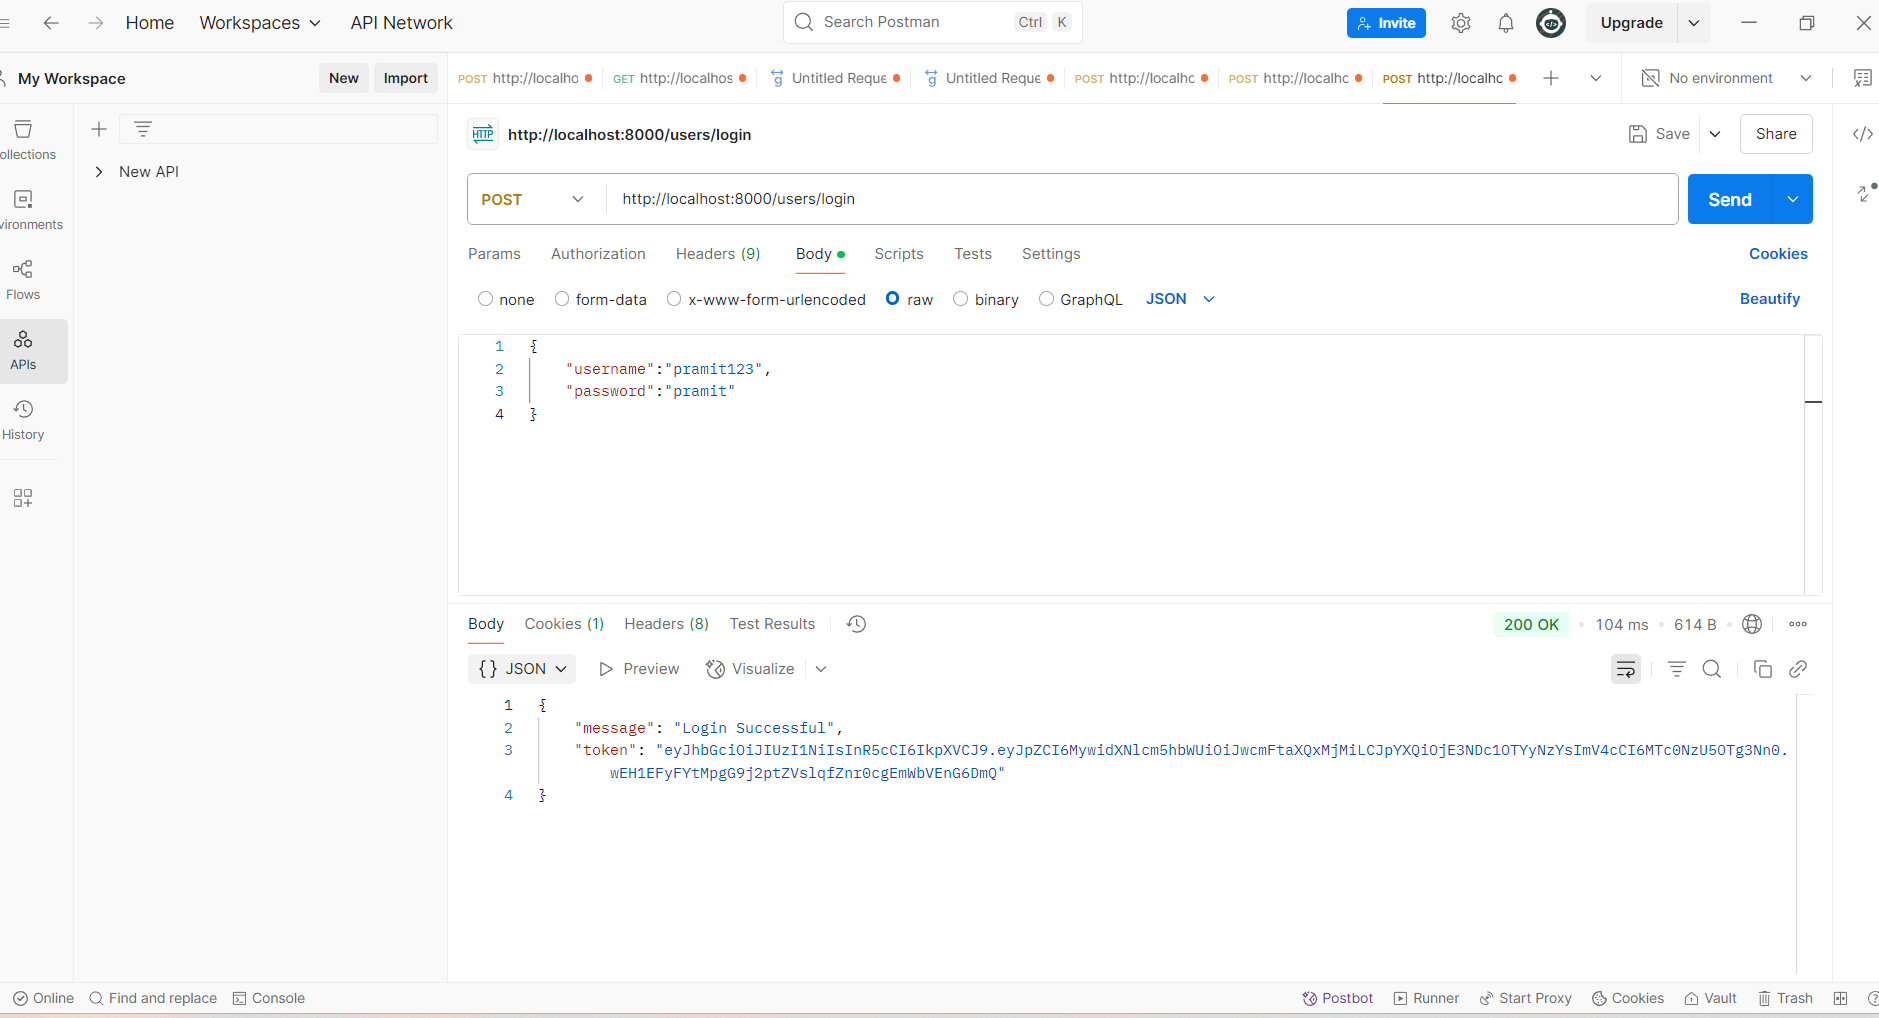 Home Workspaces API Network Search Postman Ctrl K Invite Upgrade
My Workspace New Import POST http://localho GET http://localhos Untitled Reque Untitled Reque POST http://localhc POST http://localhc POST http://localhc No environment
HTTP http://localhost:8000/users/login Save Share
ollections
New API
POST http://localhost:8000/users/login Send
vironments
Params Authorization Headers (9) Body Scripts Tests Settings Cookies
Flows
none form-data x-www-form-urlencoded raw binary GraphQL JSON Beautify
APIs
History
1 {
2 "username":"pramit123",
3 "password":"pramit"
4 }
Body Cookies (1) Headers (8) Test Results 200 OK 104 ms 614 B
{} JSON Preview Visualize
1 {
2 "message": "Login Successful",
3 "token": "eyJhbGciOiJIUzI1NiIsInR5cCI6IkpXVCJ9.eyJpZCI6MywidXNlcm5hbWUiOiJwcmFtaXQxMjMiLCJpYXQiOjE3NDc1OTYyNzYsImV4cCI6MTc0NzU5OTg3Nn0.
wEH1EFyFYtMpgG9j2ptZVslqfZnr0cgEmWbVEnG6DmQ"
4 }
Online Find and replace Console Postbot Runner Start Proxy Cookies Vault Trash